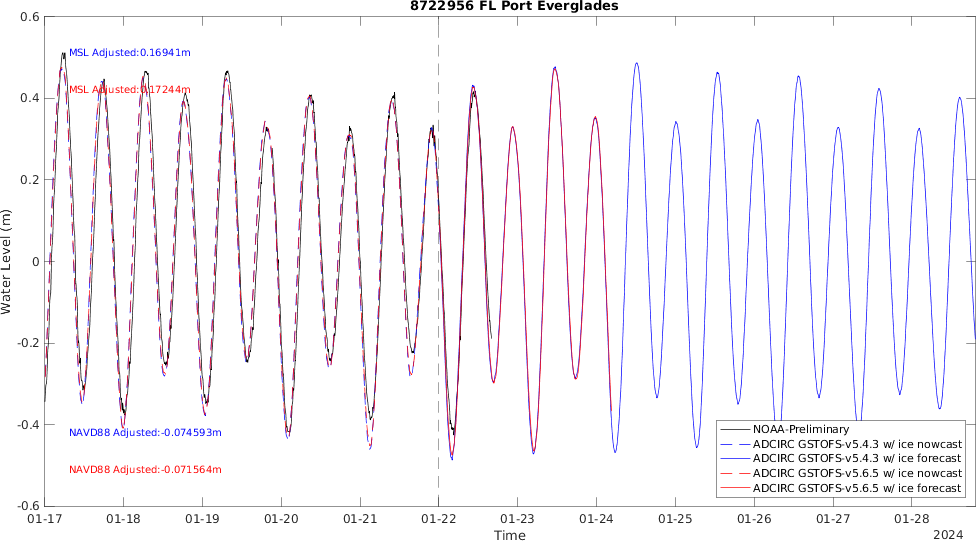 8722956 FL Port Everglades
Water Level (m)
0.6
0.4
0.2
0
-0.2
-0.4
-0.6
MSL Adjusted:0.16941m
MSL Adjusted:0.17244m
NAVD88 Adjusted:-0.074593m
NAVD88 Adjusted:-0.071564m
NOAA-Preliminary
ADCIRC GSTOFS-v5.4.3 w/ ice nowcast
ADCIRC GSTOFS-v5.4.3 w/ ice forecast
ADCIRC GSTOFS-v5.6.5 w/ ice nowcast
ADCIRC GSTOFS-v5.6.5 w/ ice forecast
01-17 01-18 01-19 01-20 01-21 01-22 01-23 01-24 01-25 01-26 01-27 01-28
Time
2024